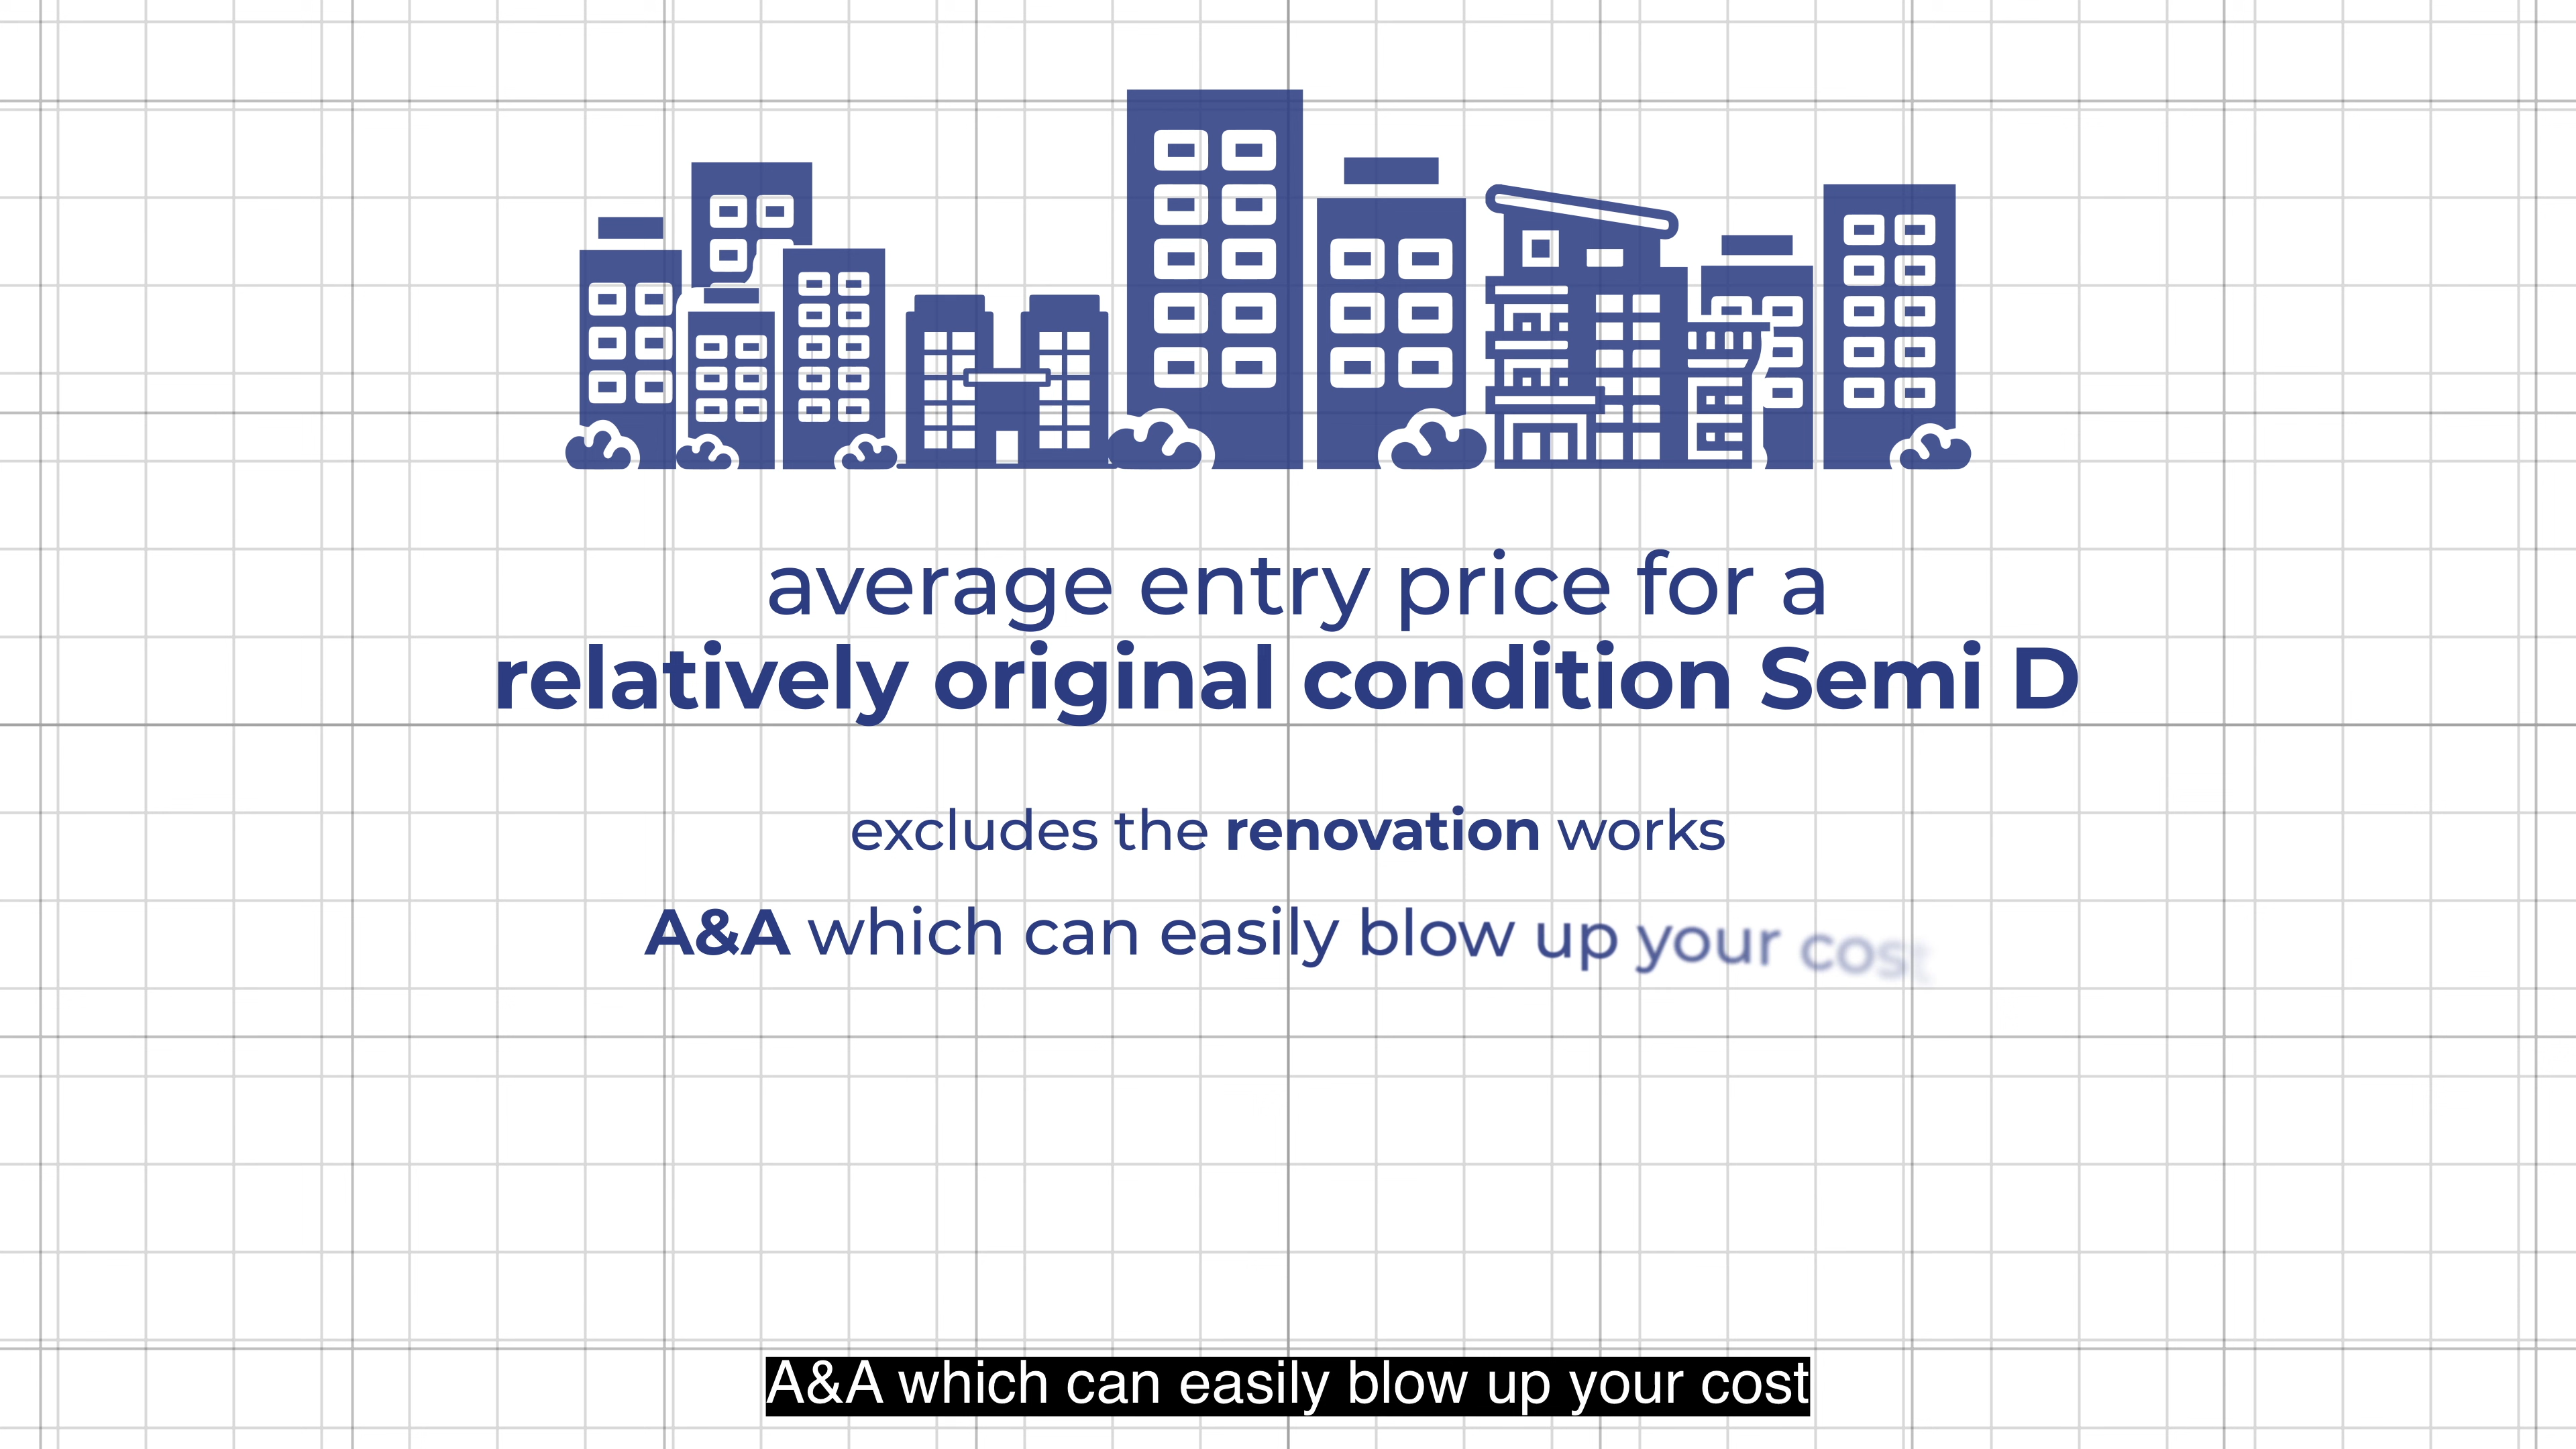 average entry price for a
relatively original condition Semi D
excludes the renovation works
A&A which can easily blow up your cost
A&A which can easily blow up your cost